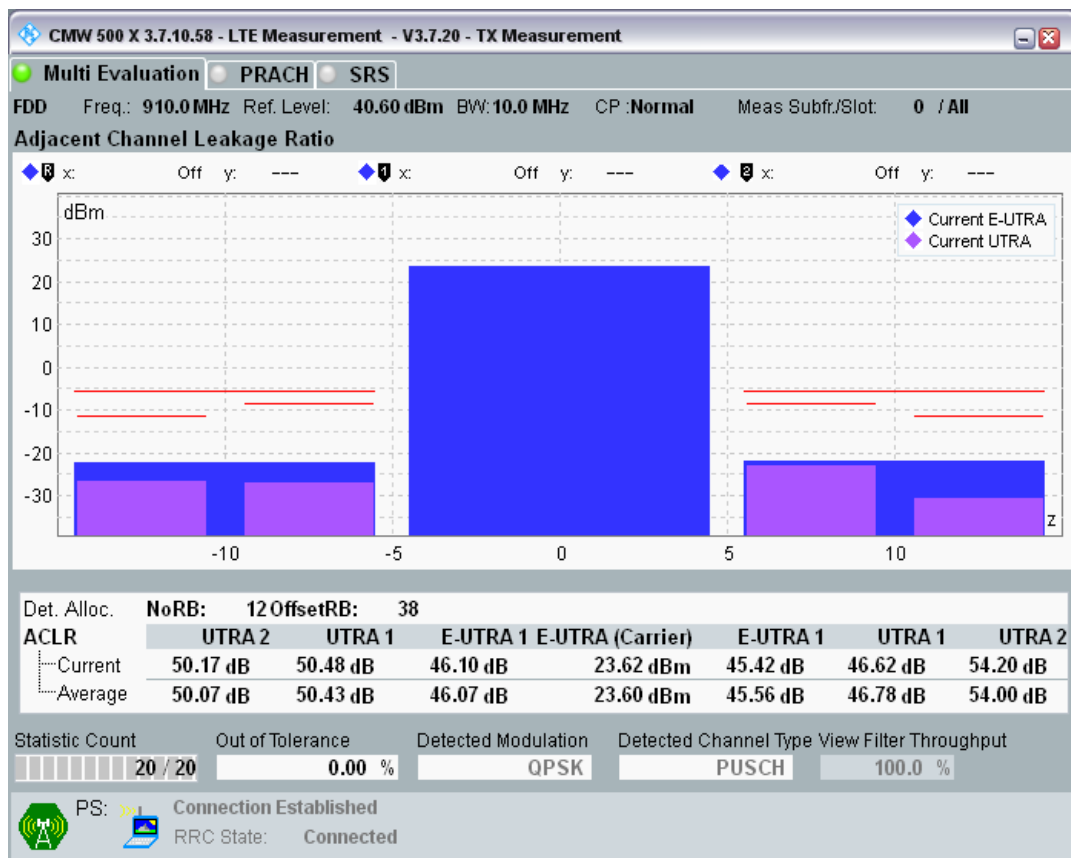 CMW 500 X 3.7.10.58 - LTE Measurement - V3.7.20 - TX Measurement
Multi Evaluation PRACH SRS
FDD Freq.: 910.0 MHz Ref. Level: 40.60 dBm BW: 10.0 MHz CP :Normal Meas Subfr./Slot: 0 / All
Adjacent Channel Leakage Ratio
R x: Off y: --- 1 x: Off y: --- 2 x: Off y: ---
dBm
Current E-UTRA
Current UTRA
30
20
10
0
-10
-20
-30
z
-10 -5 0 5 10
Det. Alloc. NoRB: 12 OffsetRB: 38
ACLR UTRA 2 UTRA 1 E-UTRA 1 E-UTRA (Carrier) E-UTRA 1 UTRA 1 UTRA 2
Current 50.17 dB 50.48 dB 46.10 dB 23.62 dBm 45.42 dB 46.62 dB 54.20 dB
Average 50.07 dB 50.43 dB 46.07 dB 23.60 dBm 45.56 dB 46.78 dB 54.00 dB
Statistic Count Out of Tolerance Detected Modulation Detected Channel Type View Filter Throughput
20 / 20 0.00 % QPSK PUSCH 100.0 %
PS: Connection Established
RRC State: Connected